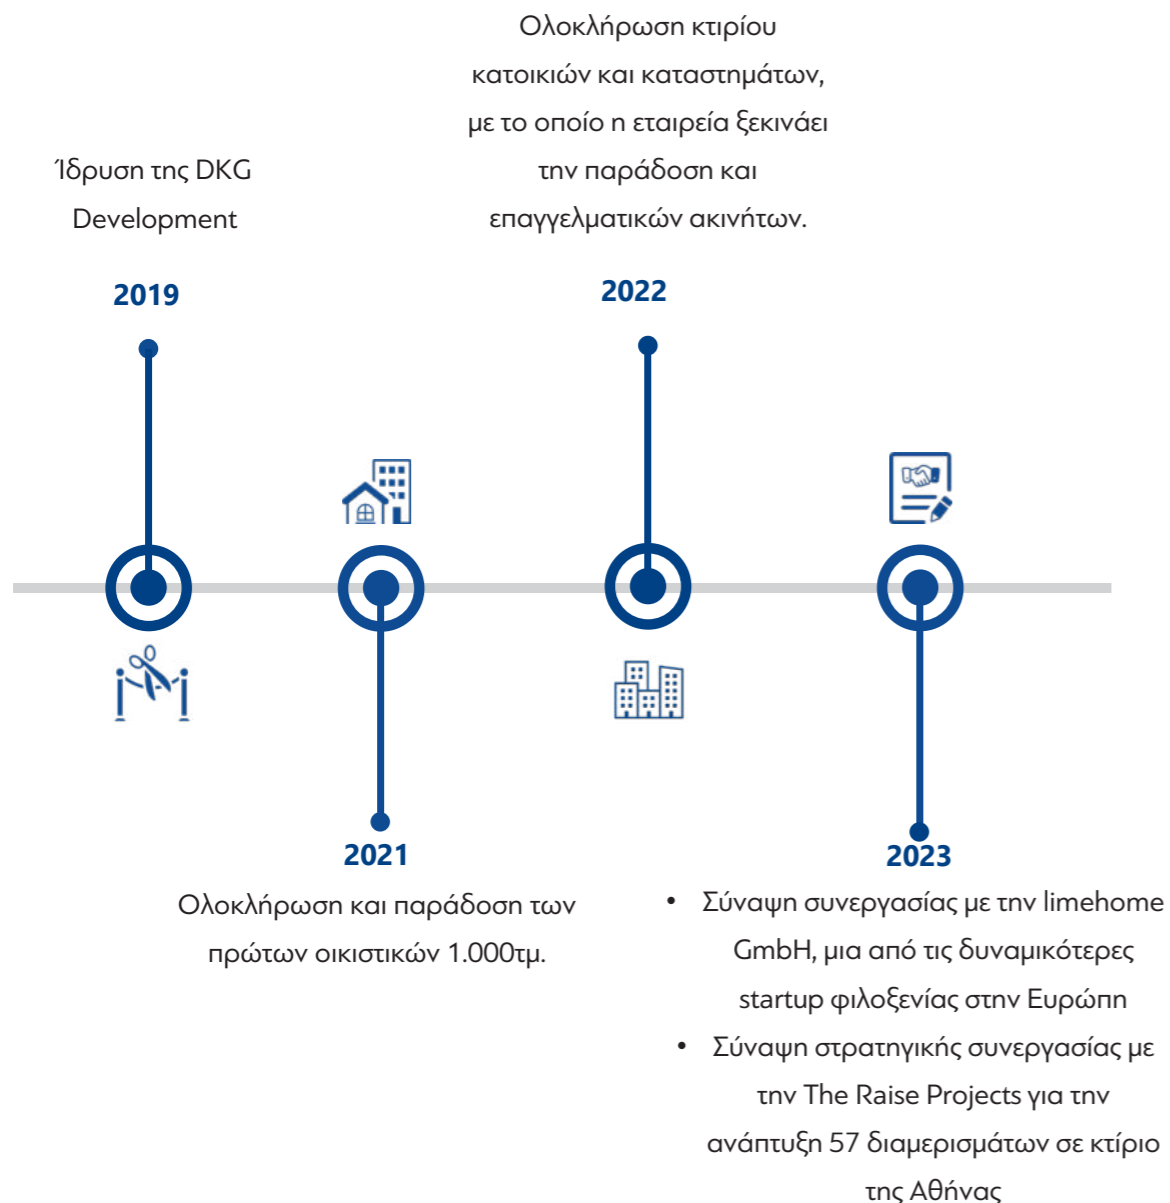 Ίδρυση της DKG
Development
2019
Ολοκλήρωση και παράδοση των
πρώτων οικιστικών 1.000τμ.
2021
Ολοκλήρωση κτιρίου
κατοικιών και καταστημάτων,
με το οποίο η εταιρεία ξεκινάει
την παράδοση και
επαγγελματικών ακινήτων.
2022
2023
• Σύναψη συνεργασίας με την limehome
GmbH, μια από τις δυναμικότερες
startup φιλοξενίας στην Ευρώπη
• Σύναψη στρατηγικής συνεργασίας με
την The Raise Projects για την
ανάπτυξη 57 διαμερισμάτων σε κτίριο
της Αθήνας